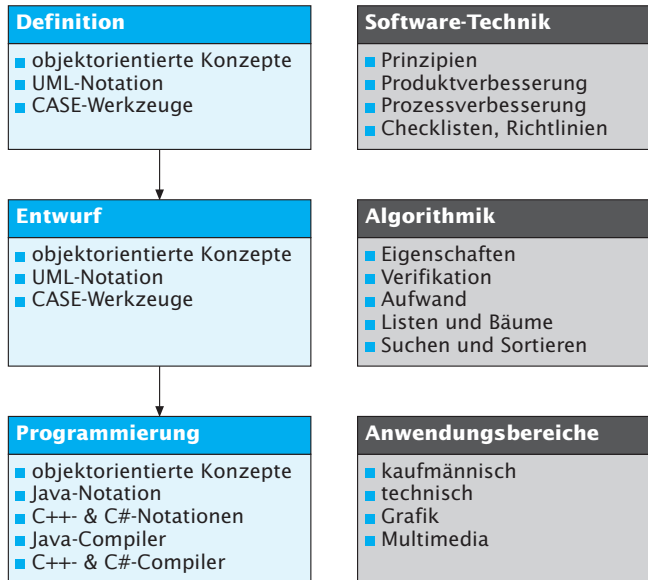 Definition
objektorientierte Konzepte
UML-Notation
CASE-Werkzeuge
Software-Technik
Prinzipien
Produktverbesserung
Prozessverbesserung
Checklisten, Richtlinien
Entwurf
objektorientierte Konzepte
UML-Notation
CASE-Werkzeuge
Algorithmik
Eigenschaften
Verifikation
Aufwand
Listen und Bäume
Suchen und Sortieren
Programmierung
objektorientierte Konzepte
Java-Notation
C++- & C#-Notationen
Java-Compiler
C++- & C#-Compiler
Anwendungsbereiche
kaufmännisch
technisch
Grafik
Multimedia